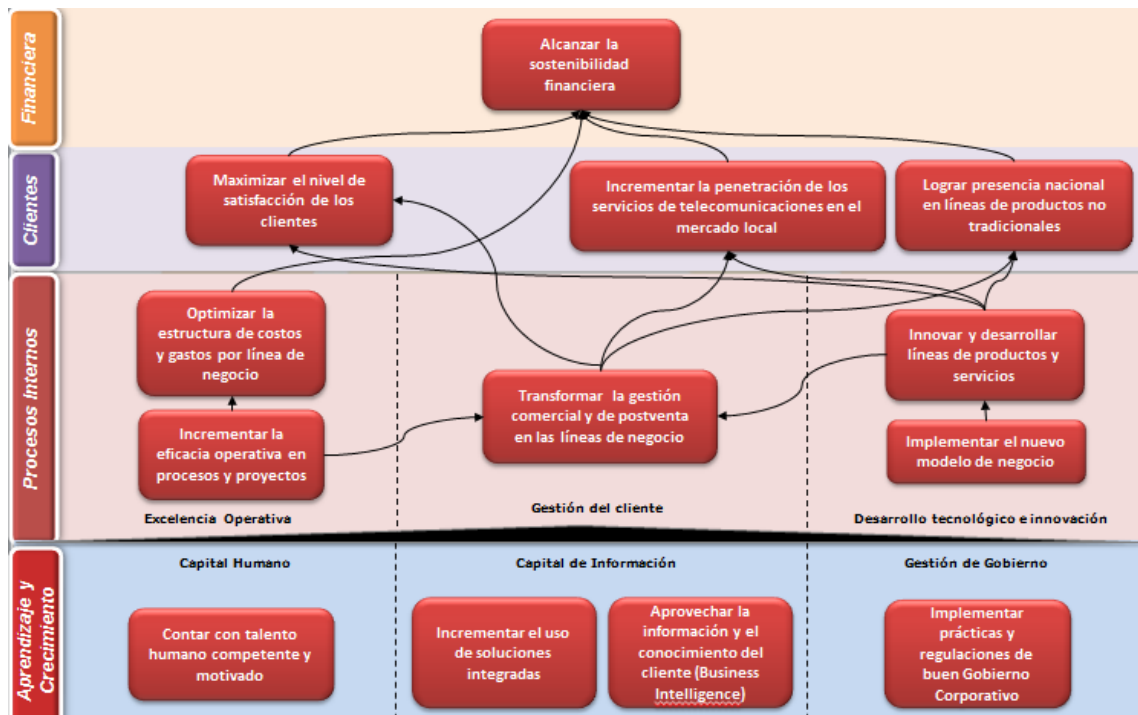 Financiera
Alcanzar la
sostenibilidad
financiera
Clientes
Maximizar el nivel de
satisfacción de los
clientes
Incrementar la penetración de los
servicios de telecomunicaciones en el
mercado local
Lograr presencia nacional
en líneas de productos no
tradicionales
Procesos internos
Optimizar la
estructura de costos
y gastos por línea de
negocio
Incrementar la
eficacia operativa en
procesos y proyectos
Excelencia Operativa
Transformar la gestión
comercial y de postventa
en las líneas de negocio
Gestión del cliente
Innovar y desarrollar
líneas de productos y
servicios
Implementar el nuevo
modelo de negocio
Desarrollo tecnológico e innovación
Aprendizaje y
Crecimiento
Capital Humano
Contar con talento
humano competente y
motivado
Capital de Información
Incrementar el uso
de soluciones
integradas
Aprovechar la
información y el
conocimiento del
cliente (Business
Intelligence)
Gestión de Gobierno
Implementar
prácticas y
regulaciones de
buen Gobierno
Corporativo